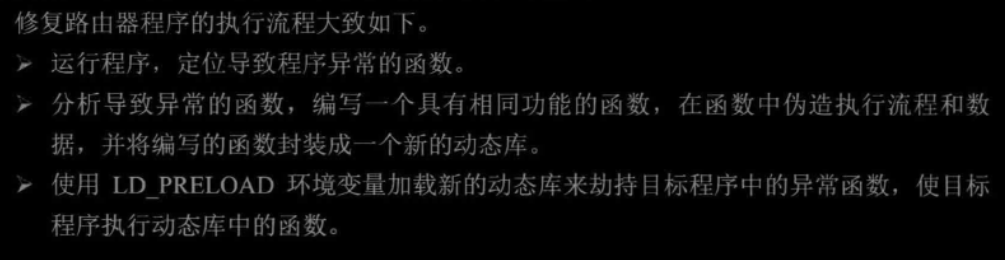 修复路由器程序的执行流程大致如下。
➢ 运行程序，定位导致程序异常的函数。
➢ 分析导致异常的函数，编写一个具有相同功能的函数，在函数中伪造执行流程和数
据，并将编写的函数封装成一个新的动态库。
➢ 使用 LD_PRELOAD 环境变量加载新的动态库来劫持目标程序中的异常函数，使目标
程序执行动态库中的函数。